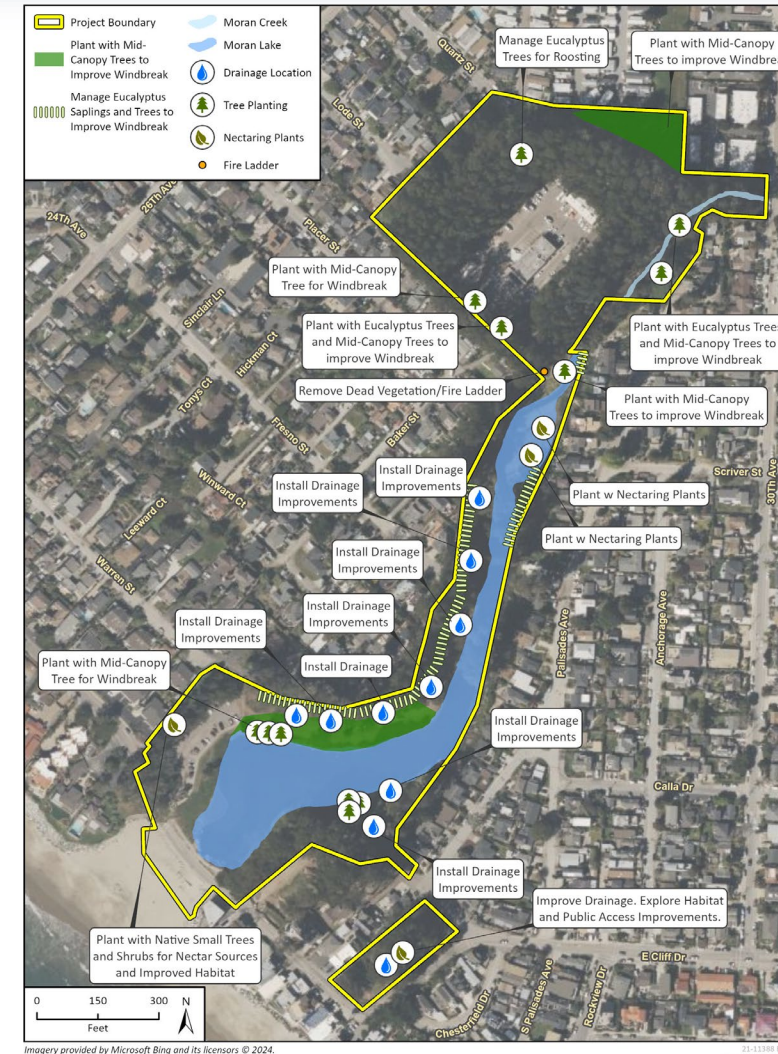 Project Boundary
Plant with Mid-
Canopy Trees to
Improve Windbreak
Manage Eucalyptus
Saplings and Trees to
Improve Windbreak
Moran Creek
Moran Lake
Drainage Location
Tree Planting
Nectaring Plants
Fire Ladder
Quartz St
Manage Eucalyptus
Trees for Roosting
Plant with Mid-Canopy
Trees to improve Windbrea
Lode St
26Th Ave
24Th Ave
Placer St
Sinclair Ln
Plant with Mid-Canopy
Tree for Windbreak
Plant with Eucalyptus Trees
and Mid-Canopy Trees to
improve Windbreak
Plant with Eucalyptus Trees
and Mid-Canopy Trees to
improve Windbreak
Hickman Ct
Remove Dead Vegetation/Fire Ladder
Plant with Mid-Canopy
Trees to improve Windbreak
Tonys Ct
Fresno St
Baker St
Scriver St
30Th Ave
Install Drainage
Improvements
Install Drainage
Improvements
Winward Ct
Plant w Nectaring Plants
Leeward Ct
Plant w Nectaring Plants
Install Drainage
Improvements
Warren St
Install Drainage
Improvements
Install Drainage
Improvements
Palisades Ave
Anchorage Ave
Install Drainage
Plant with Mid-Canopy
Tree for Windbreak
Install Drainage
Improvements
Calla Dr
Install Drainage
Improvements
Improve Drainage. Explore Habitat
and Public Access Improvements.
Plant with Native Small Trees
and Shrubs for Nectar Sources
and Improved Habitat
E Cliff Dr
Chesterfield Dr
S Palisades Ave
Rockview Dr
0 150 300
Feet
N
Imagery provided by Microsoft Bing and its licensors © 2024.